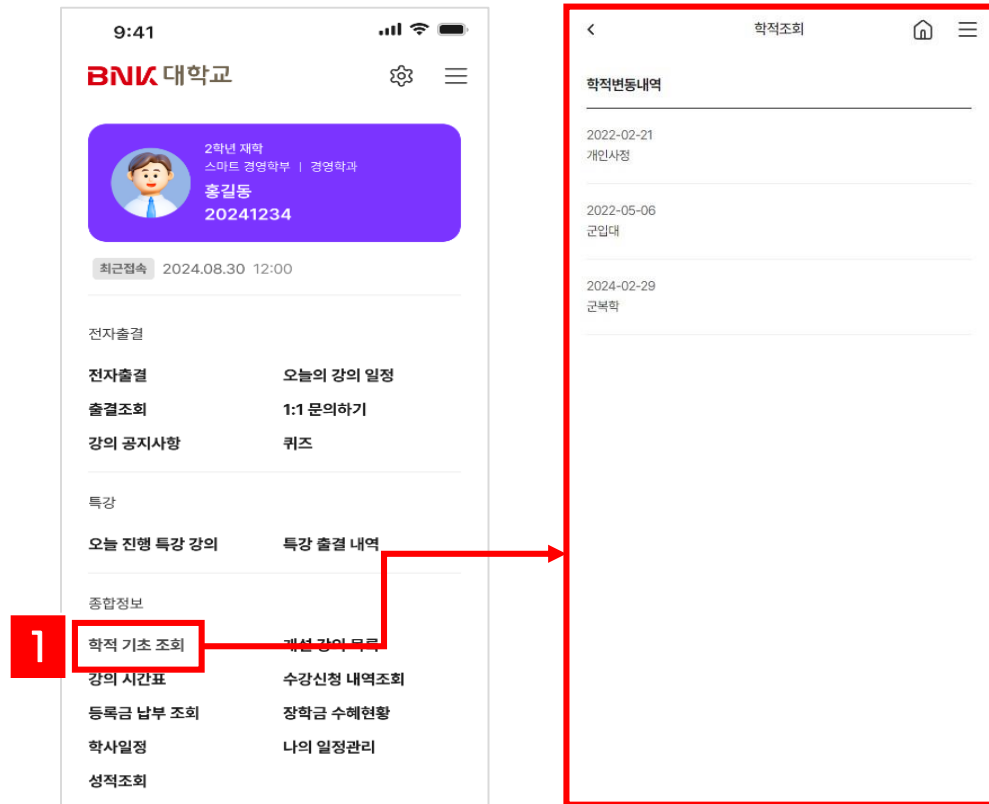 9:41
BNK 대학교
2학년 재학
스마트 경영학부 | 경영학과
홍길동
20241234
최근접속 2024.08.30 12:00
전자출결
전자출결 오늘의 강의 일정
출결조회 1:1 문의하기
강의 공지사항 퀴즈
특강
오늘 진행 특강 강의 특강 출결 내역
종합정보
1
학적 기초 조회 개설 강의 목록
강의 시간표 수강신청 내역조회
등록금 납부 조회 장학금 수혜현황
학사일정 나의 일정관리
성적조회
학적조회
학적변동내역
2022-02-21
개인사정
2022-05-06
군입대
2024-02-29
군복학